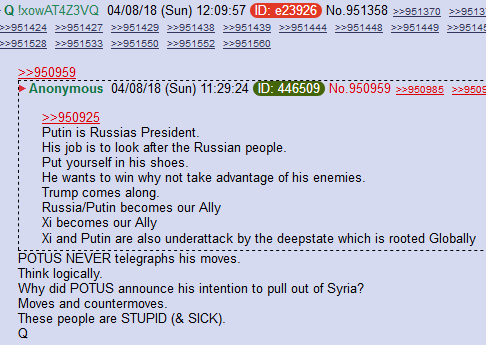 Q !xowAT4Z3VQ 04/08/18 (Sun) 12:09:57 ID: e23926 No.951358 >>951370 >>95137
>>951424 >>951427 >>951429 >>951438 >>951439 >>951444 >>951448 >>951449 >>95145
>>951528 >>951533 >>951550 >>951552 >>951560
>>950959
Anonymous 04/08/18 (Sun) 11:29:24 ID: 446509 No.950959 >>950985 >>9509
>>950925
Putin is Russias President.
His job is to look after the Russian people.
Put yourself in his shoes.
He wants to win why not take advantage of his enemies.
Trump comes along.
Russia/Putin becomes our Ally
Xi becomes our Ally
Xi and Putin are also underattack by the deepstate which is rooted Globally
POTUS NEVER telegraphs his moves.
Think logically.
Why did POTUS announce his intention to pull out of Syria?
Moves and countermoves.
These people are STUPID (& SICK).
Q